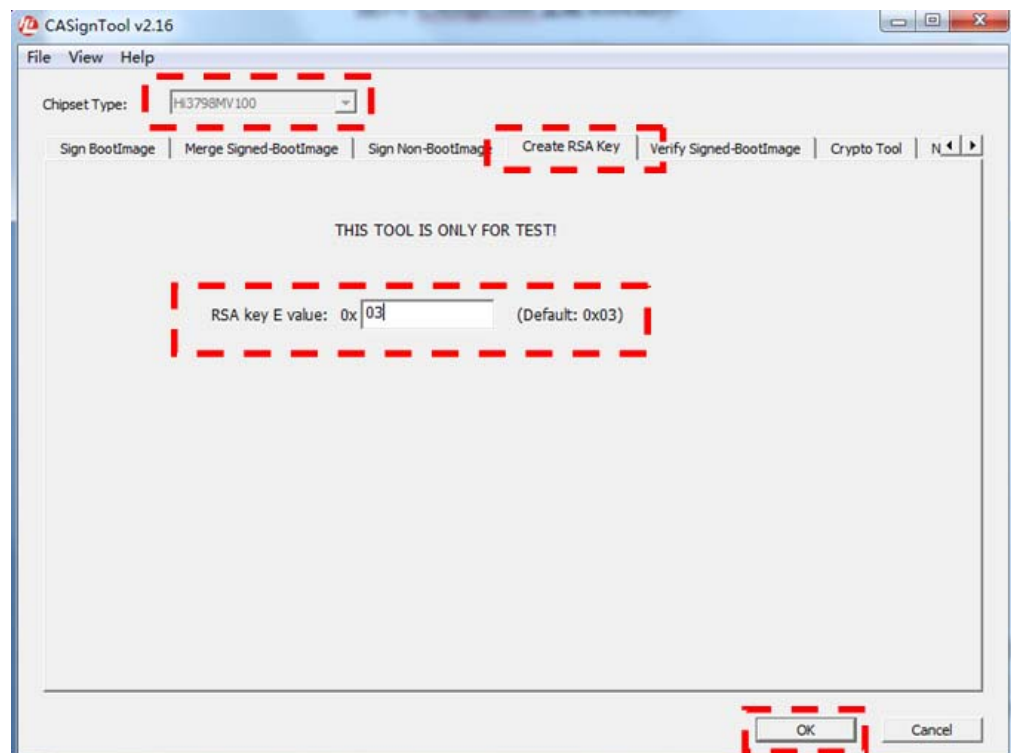 CASignTool v2.16
File View Help
Chipset Type: Hi3798MV100
Sign BootImage Merge Signed-BootImage Sign Non-BootImage Create RSA Key Verify Signed-BootImage Crypto Tool N
THIS TOOL IS ONLY FOR TEST!
RSA key E value: 0x 03 (Default: 0x03)
OK Cancel